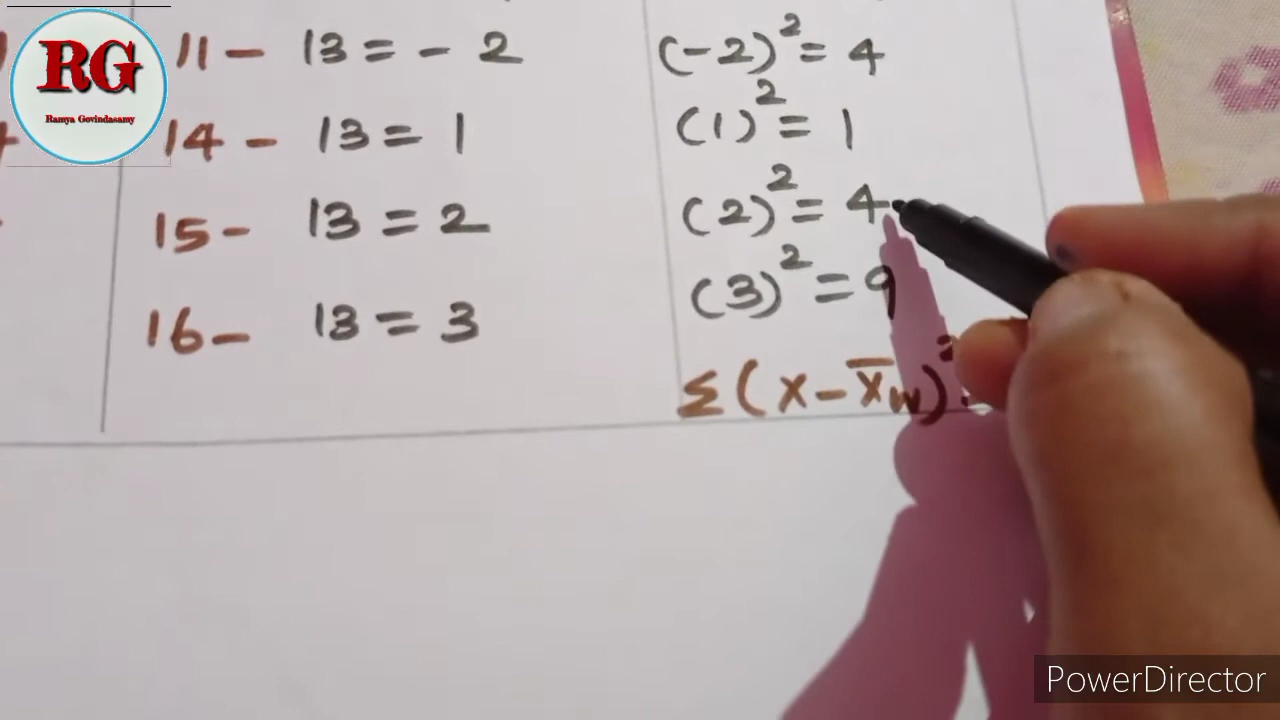 RG
Ramya Govindasamy
11 - 13 = - 2 (-2)² = 4
14 - 13 = 1 (1)² = 1
15 - 13 = 2 (2)² = 4
16 - 13 = 3 (3)² = 9
Σ (X - X̅w)²
PowerDirector